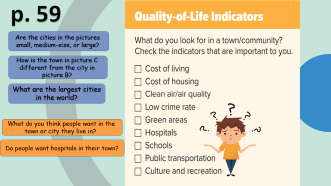 p. 59
Are the cities in the pictures
small, medium-size, or large?
How is the town in picture C
different from the city in
picture B?
What are the largest cities
in the world?
What do you think people want in the
town or city they live in?
Do people want hospitals in their town?
Quality-of-Life Indicators
What do you look for in a town/community?
Check the indicators that are important to you.
Cost of living
Cost of housing
Clean air/air quality
Low crime rate
Green areas
Hospitals
Schools
Public transportation
Culture and recreation
? ? ? ?